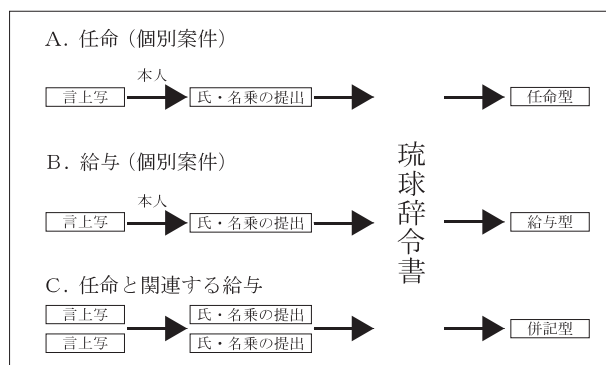 A. 任命（個別案件）
本人
言上写
氏・名乗の提出
任命型
B. 給与（個別案件）
本人
言上写
氏・名乗の提出
給与型
琉球辞令書
C. 任命と関連する給与
言上写
氏・名乗の提出
言上写
氏・名乗の提出
併記型